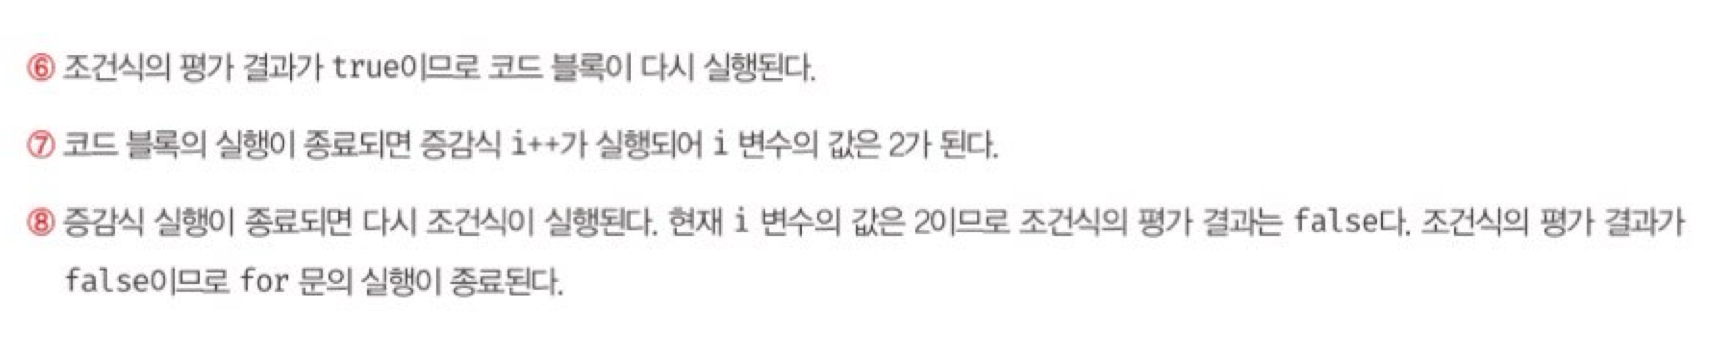 ⑥ 조건식의 평가 결과가 true이므로 코드 블록이 다시 실행된다.
⑦ 코드 블록의 실행이 종료되면 증감식 i++가 실행되어 i 변수의 값은 2가 된다.
⑧ 증감식 실행이 종료되면 다시 조건식이 실행된다. 현재 i 변수의 값은 2이므로 조건식의 평가 결과는 false다. 조건식의 평가 결과가
false이므로 for 문의 실행이 종료된다.